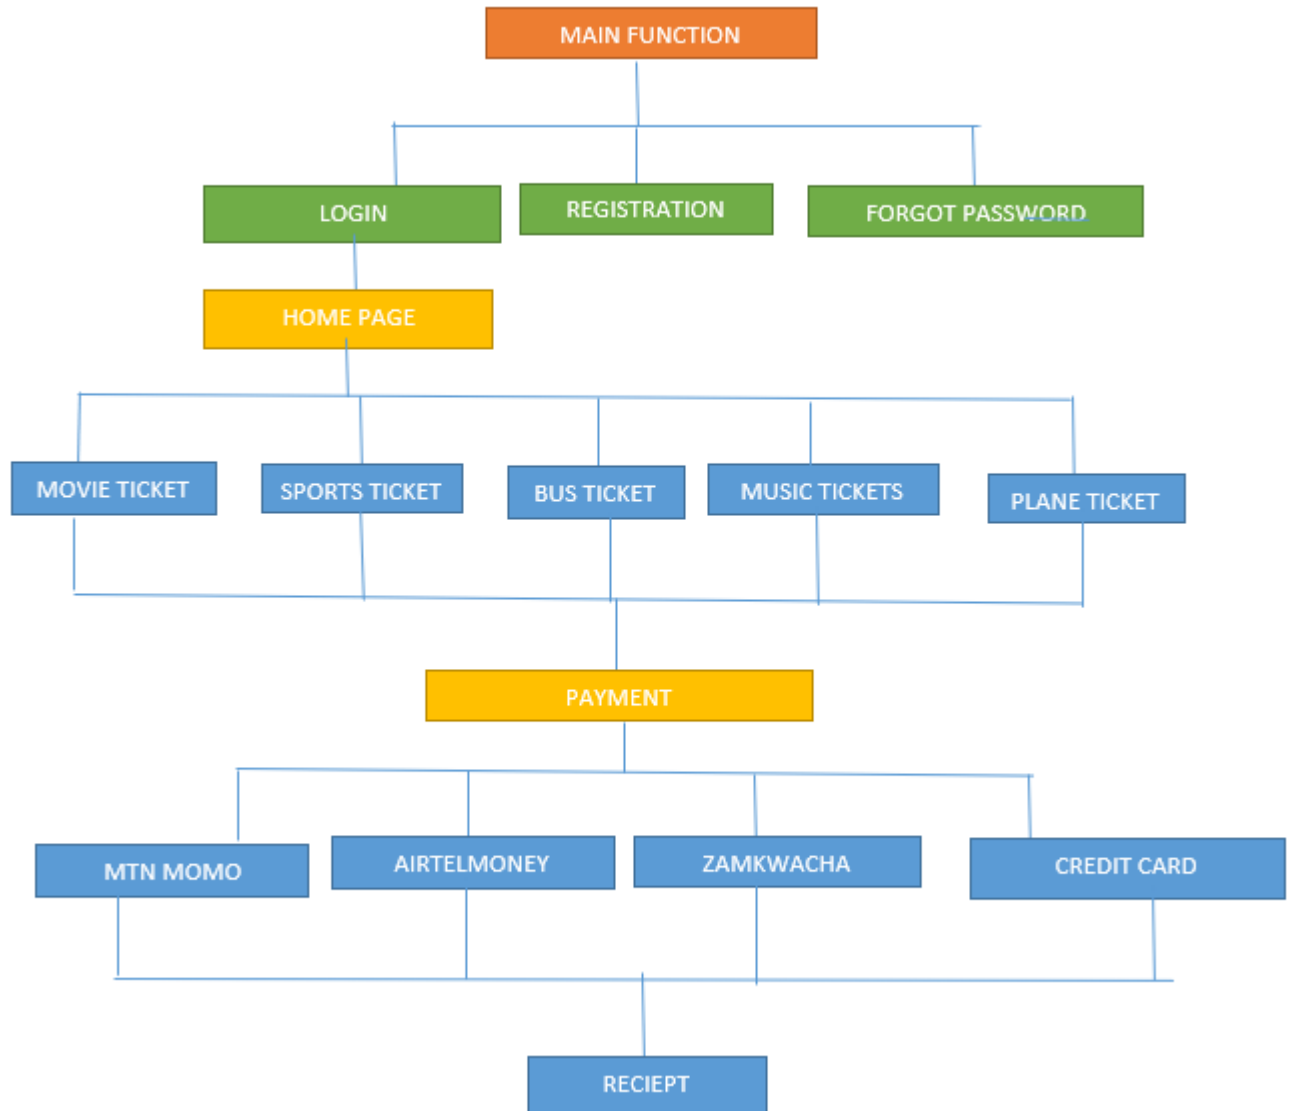 MAIN FUNCTION
LOGIN
REGISTRATION
FORGOT PASSWORD
HOME PAGE
MOVIE TICKET
SPORTS TICKET
BUS TICKET
MUSIC TICKETS
PLANE TICKET
PAYMENT
MTN MOMO
AIRTELMONEY
ZAMKWACHA
CREDIT CARD
RECIEPT